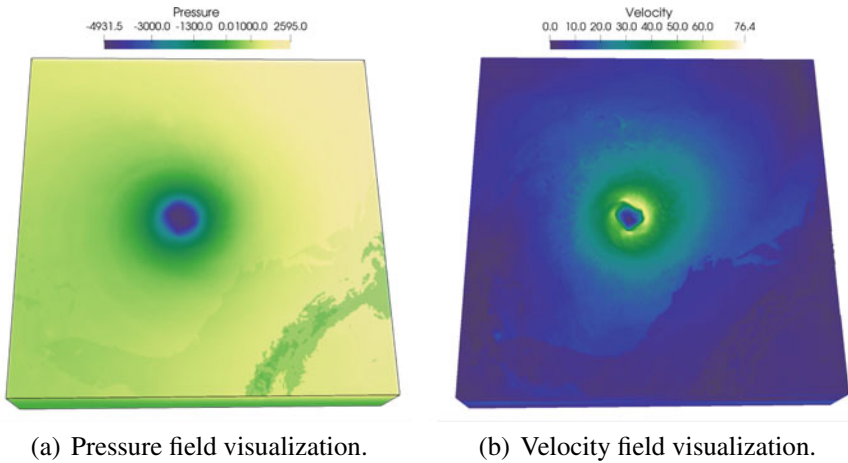 Pressure
-4931.5 -3000.0 -1300.0 0.01000.0 2595.0
Velocity
0.0 10.0 20.0 30.0 40.0 50.0 60.0 76.4
(a) Pressure field visualization.
(b) Velocity field visualization.